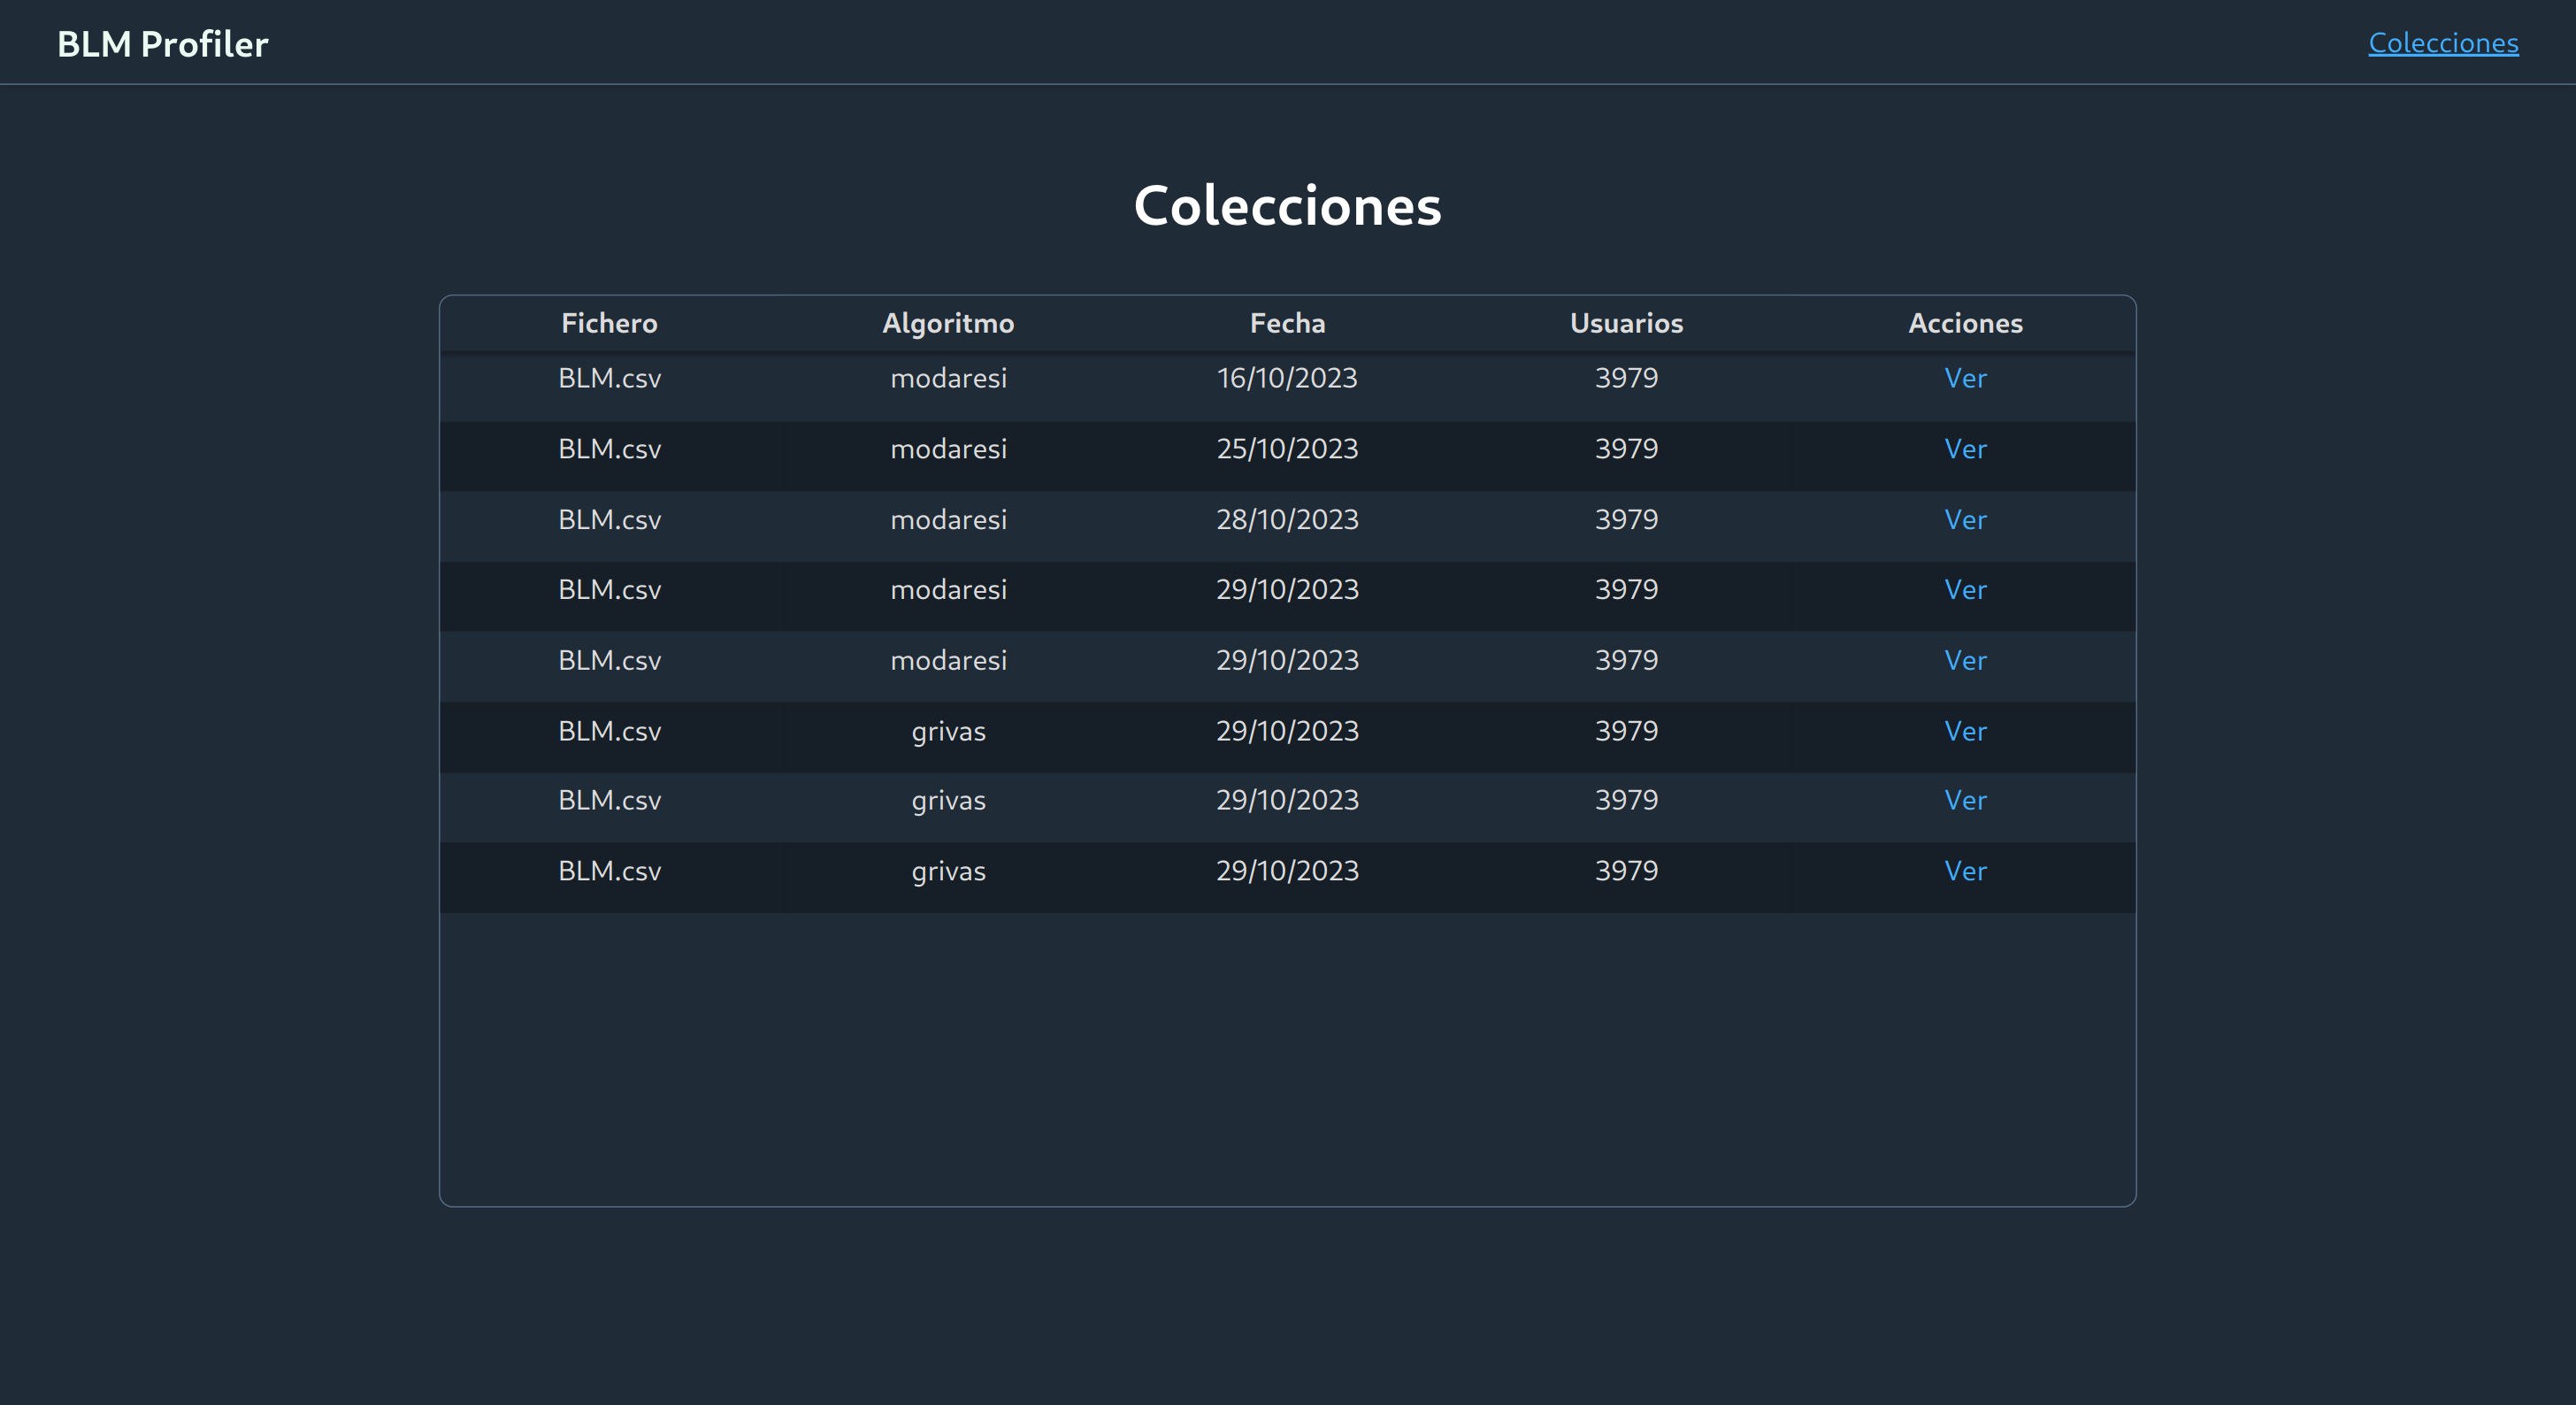 BLM Profiler Colecciones
Colecciones
Fichero Algoritmo Fecha Usuarios Acciones
BLM.csv modaresi 16/10/2023 3979 Ver
BLM.csv modaresi 25/10/2023 3979 Ver
BLM.csv modaresi 28/10/2023 3979 Ver
BLM.csv modaresi 29/10/2023 3979 Ver
BLM.csv modaresi 29/10/2023 3979 Ver
BLM.csv grivas 29/10/2023 3979 Ver
BLM.csv grivas 29/10/2023 3979 Ver
BLM.csv grivas 29/10/2023 3979 Ver